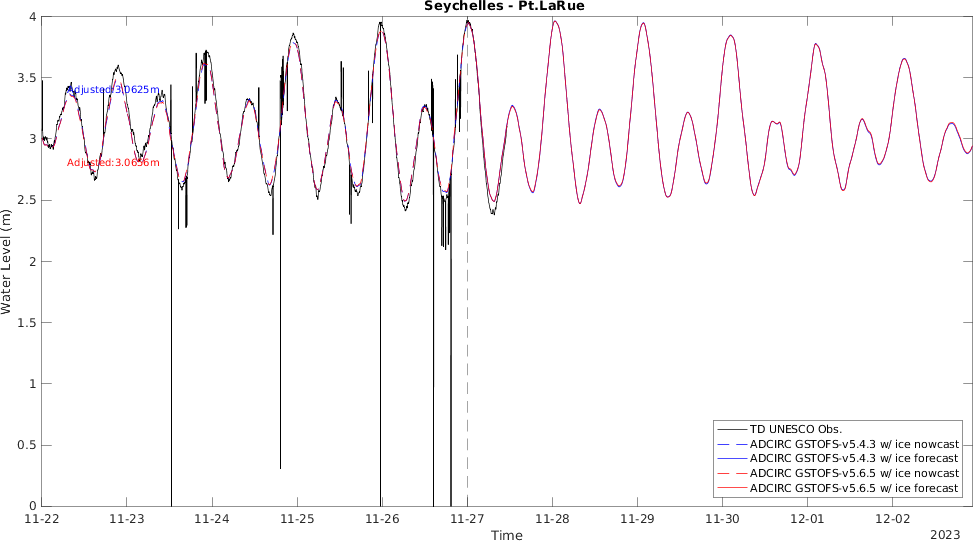 Seychelles - Pt.LaRue
4
3.5
3
2.5
2
1.5
1
0.5
0
Water Level (m)
Adjusted:3.0625m
Adjusted:3.0656m
TD UNESCO Obs.
ADCIRC GSTOFS-v5.4.3 w/ ice nowcast
ADCIRC GSTOFS-v5.4.3 w/ ice forecast
ADCIRC GSTOFS-v5.6.5 w/ ice nowcast
ADCIRC GSTOFS-v5.6.5 w/ ice forecast
11-22 11-23 11-24 11-25 11-26 11-27 11-28 11-29 11-30 12-01 12-02
Time
2023